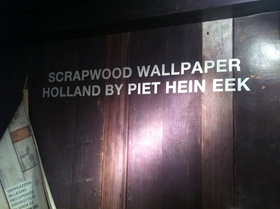 SCRAPWOOD WALLPAPER
HOLLAND BY PIET HEIN EEK